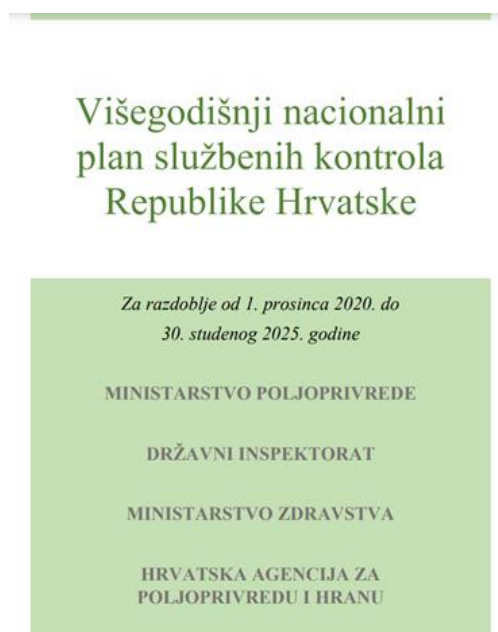 Višegodišnji nacionalni
plan službenih kontrola
Republike Hrvatske
Za razdoblje od 1. prosinca 2020. do
30. studenog 2025. godine
MINISTARSTVO POLJOPRIVREDE
DRŽAVNI INSPEKTORAT
MINISTARSTVO ZDRAVSTVA
HRVATSKA AGENCIJA ZA
POLJOPRIVREDU I HRANU